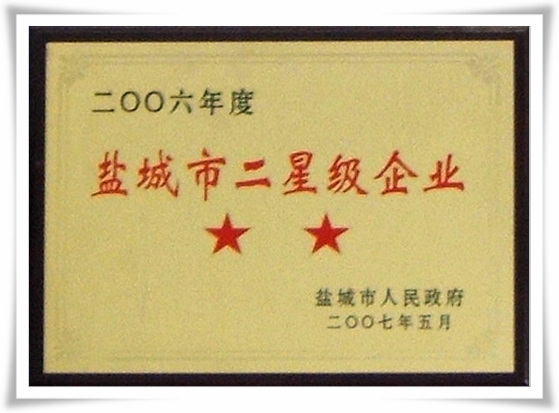 二〇〇六年度
盐城市二星级企业
盐城市人民政府
二〇〇七年五月